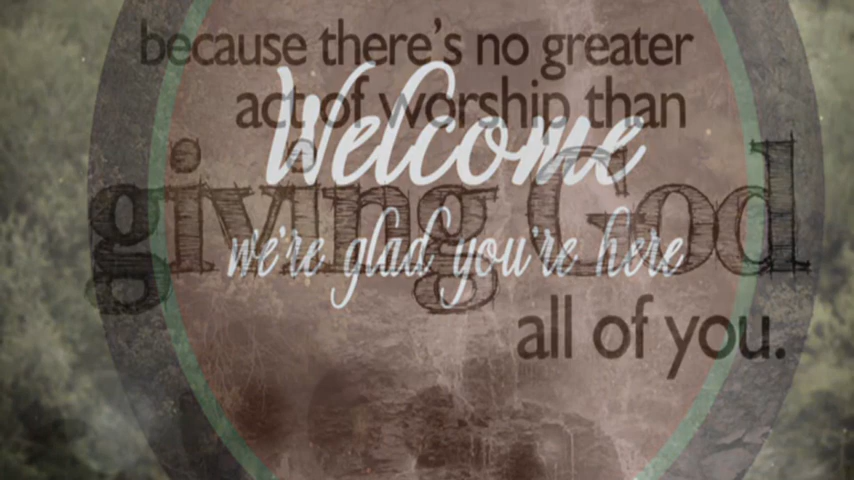 because there's no greater
act of worship than
giving God
all of you.
Welcome
we're glad you're here